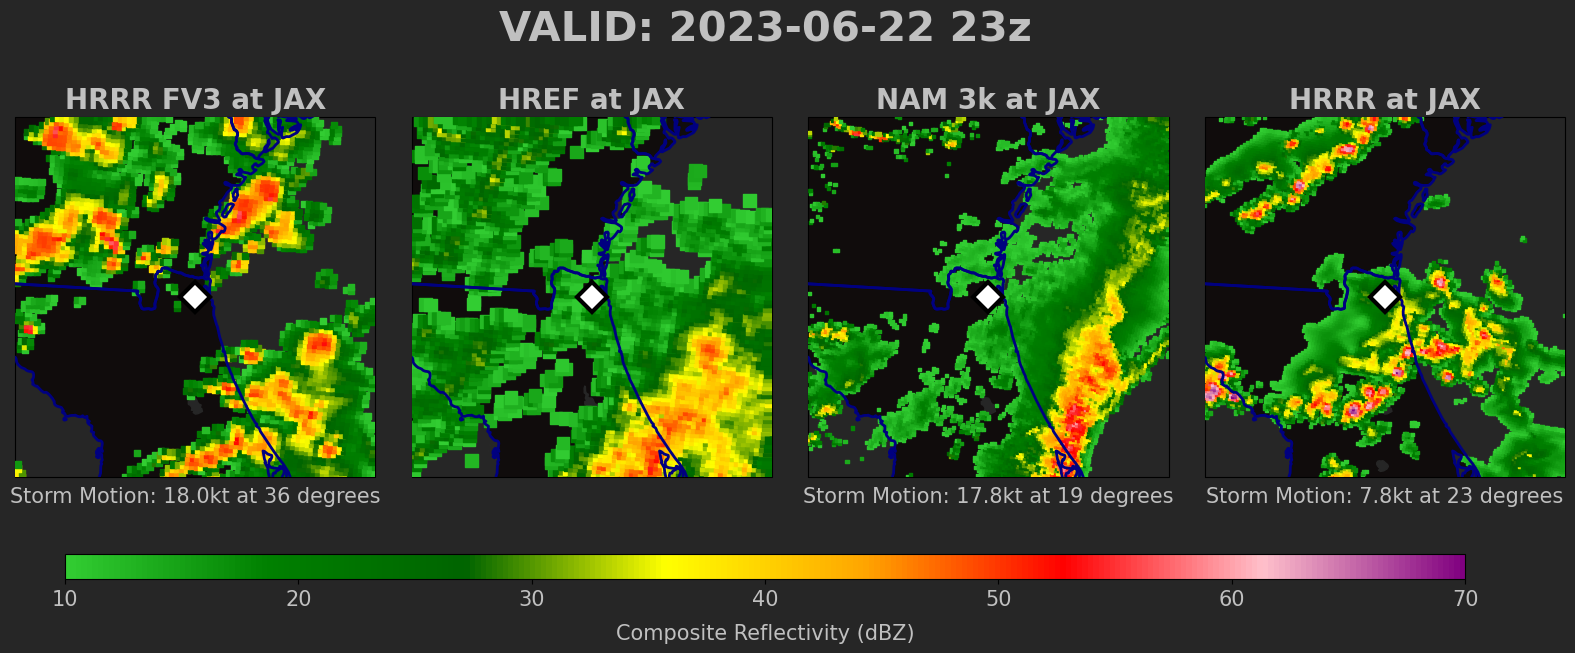 VALID: 2023-06-22 23z
HRRR FV3 at JAX
HREF at JAX
NAM 3k at JAX
HRRR at JAX
Storm Motion: 18.0kt at 36 degrees
Storm Motion: 17.8kt at 19 degrees
Storm Motion: 7.8kt at 23 degrees
10 20 30 40 50 60 70
Composite Reflectivity (dBZ)